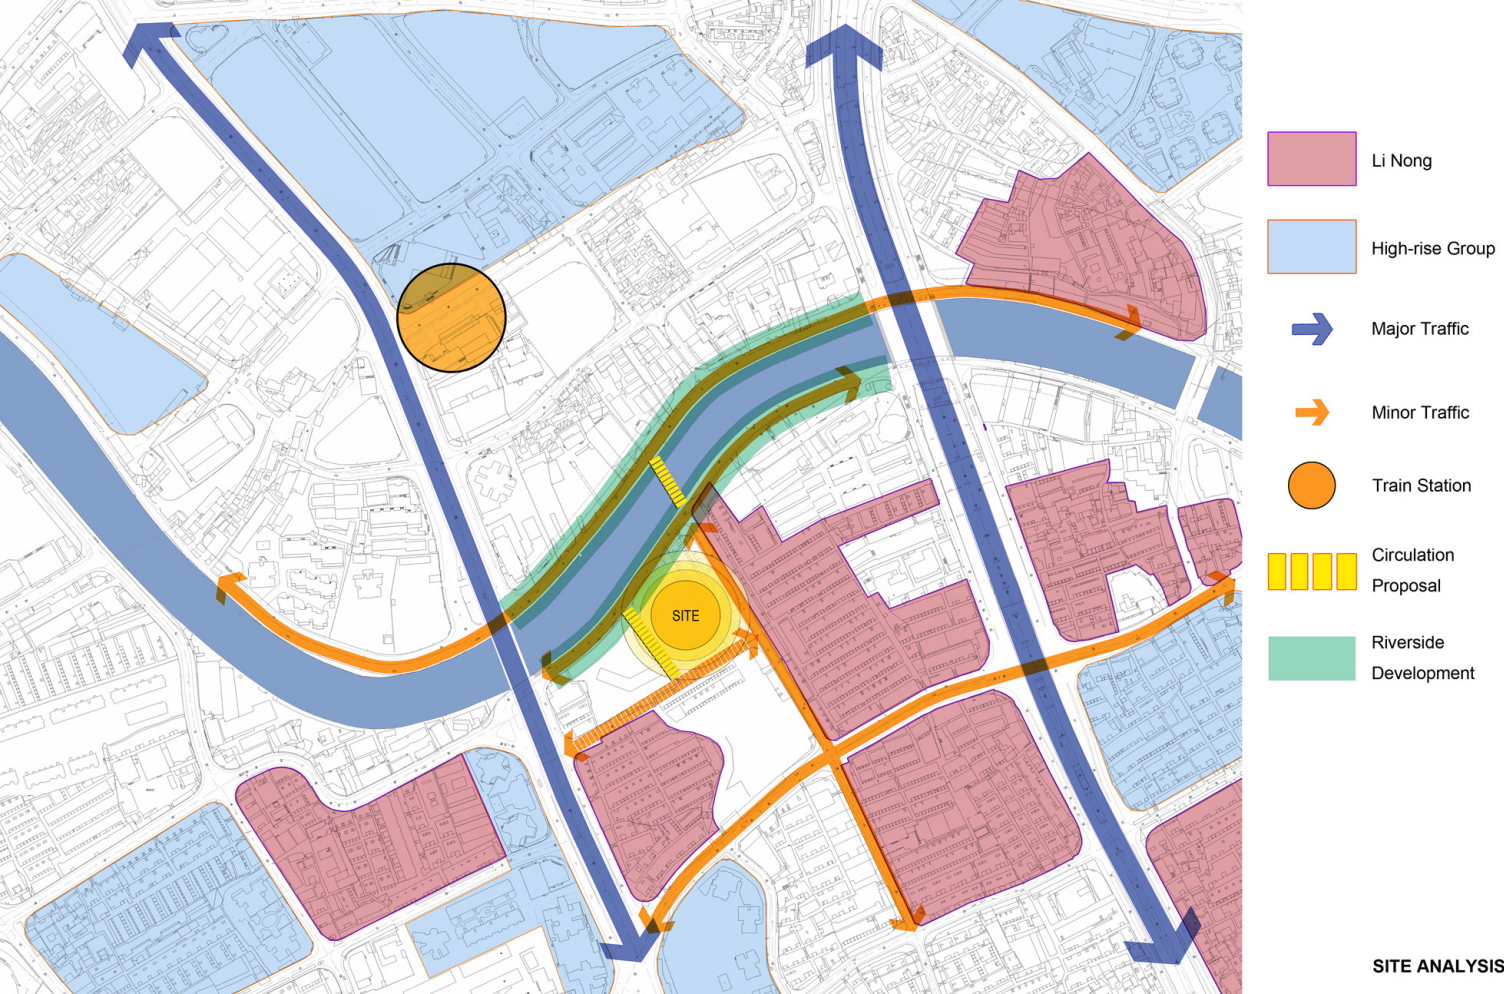 Li Nong
High-rise Group
Major Traffic
Minor Traffic
Train Station
Circulation
Proposal
SITE
Riverside
Development
SITE ANALYSIS